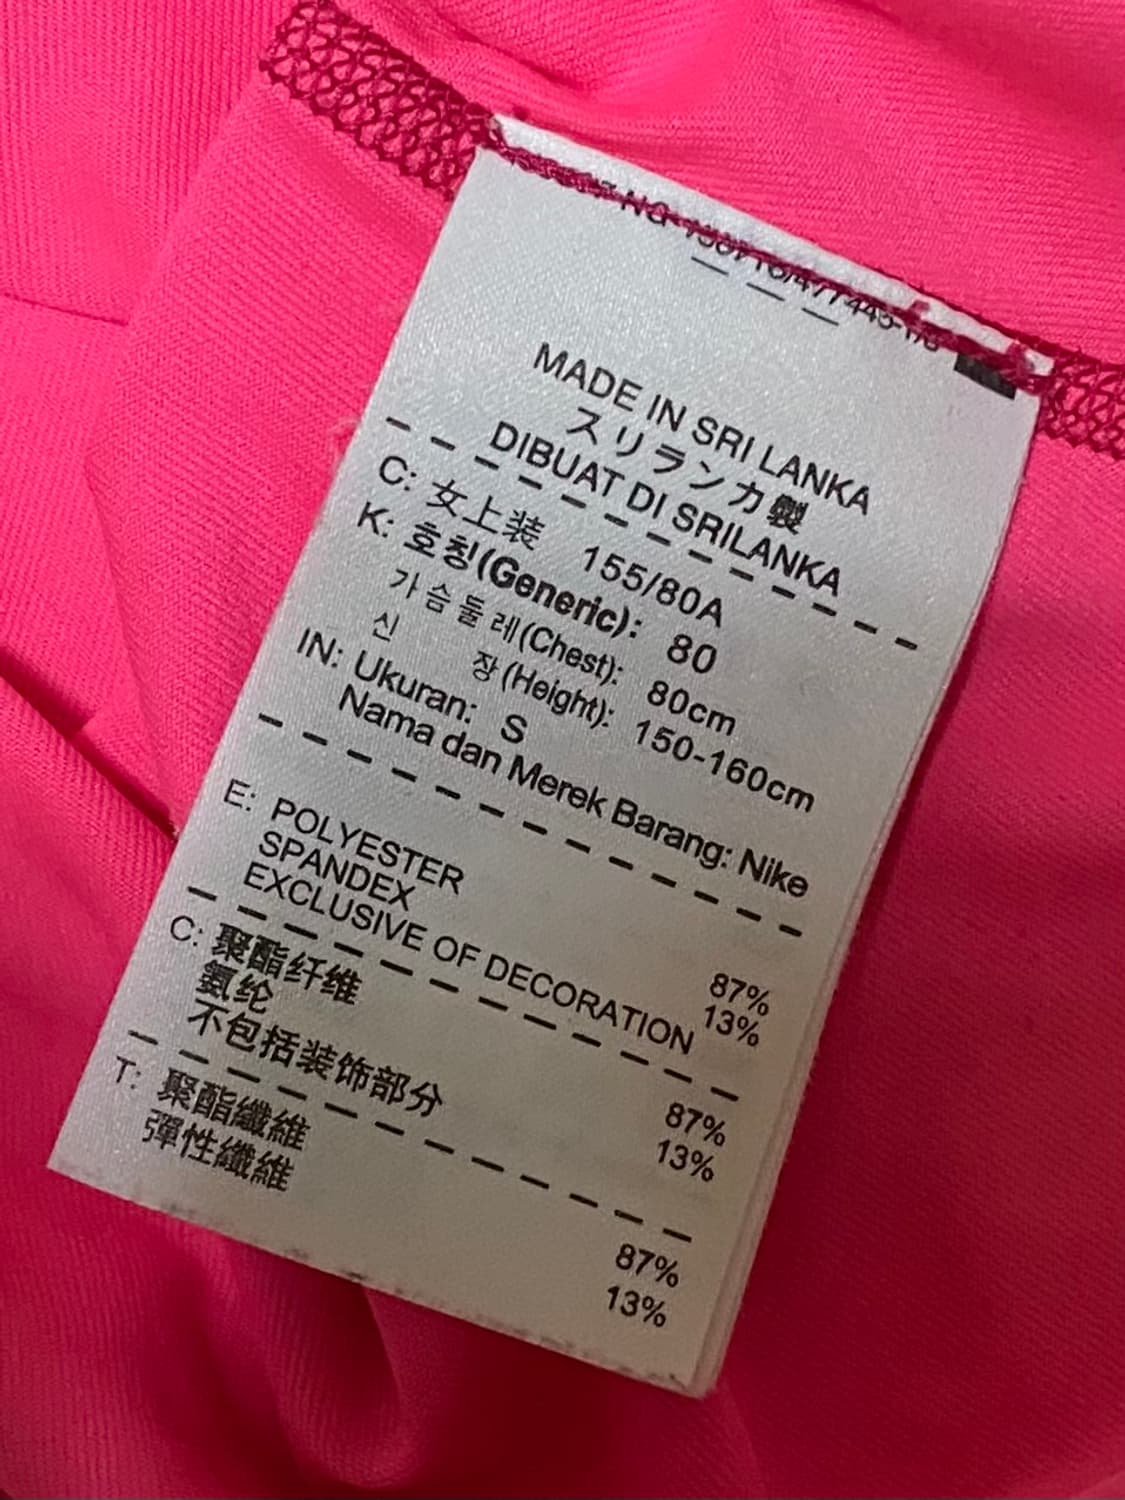 MADE IN SRI LANKA
スリランカ製
DIBUAT DI SRILANKA
C: 女上装 155/80A
K: 호칭(Generic): 80
가슴둘레(Chest): 80cm
신 장(Height): 150-160cm
IN: Ukuran: S
Nama dan Merek Barang: Nike
E: POLYESTER 87%
SPANDEX 13%
EXCLUSIVE OF DECORATION
C: 聚酯纤维 87%
氨纶 13%
不包括装饰部分
T: 聚酯纖維 87%
彈性纖維 13%